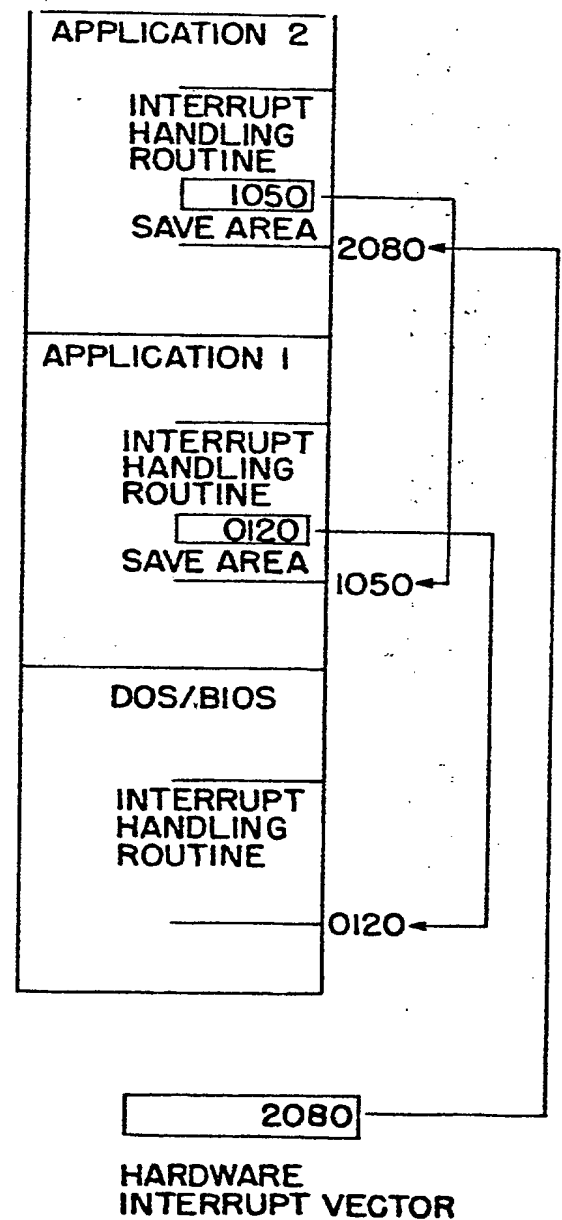 APPLICATION 2
INTERRUPT
HANDLING
ROUTINE
1050
SAVE AREA
2080
APPLICATION 1
INTERRUPT
HANDLING
ROUTINE
0120
SAVE AREA
1050
DOS/BIOS
INTERRUPT
HANDLING
ROUTINE
0120
2080
HARDWARE
INTERRUPT VECTOR